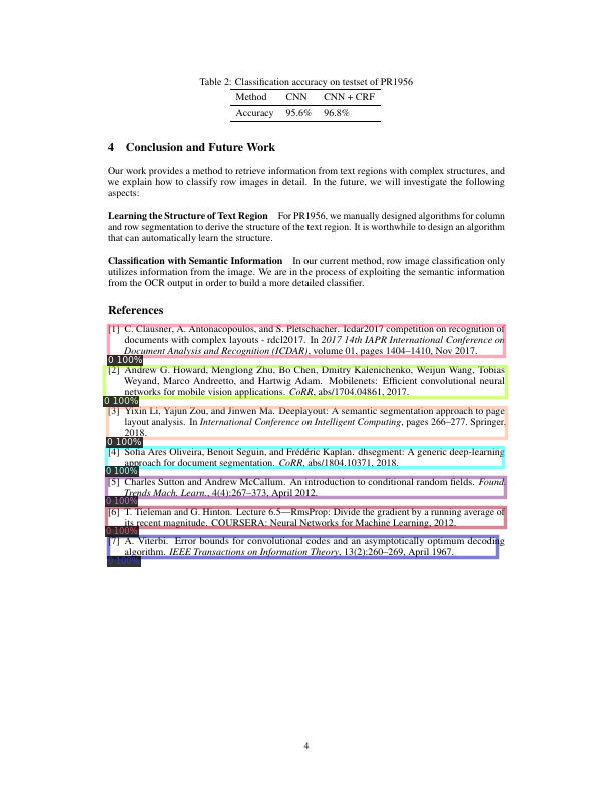 Table 2: Classification accuracy on testset of PR1956
Method CNN CNN + CRF
Accuracy 95.6% 96.8%
4 Conclusion and Future Work
Our work provides a method to retrieve information from text regions with complex structures, and
we explain how to classify row images in detail. In the future, we will investigate the following
aspects:
Learning the Structure of Text Region For PR1956, we manually designed algorithms for column
and row segmentation to derive the structure of the text region. It is worthwhile to design an algorithm
that can automatically learn the structure.
Classification with Semantic Information In our current method, row image classification only
utilizes information from the image. We are in the process of exploiting the semantic information
from the OCR output in order to build a more detailed classifier.
References
[1] C. Clausner, A. Antonacopoulos, and S. Pletschacher. Icdar2017 competition on recognition of
documents with complex layouts - rdcl2017. In 2017 14th IAPR International Conference on
Document Analysis and Recognition (ICDAR), volume 01, pages 1404–1410, Nov 2017.
0 100%
[2] Andrew G. Howard, Menglong Zhu, Bo Chen, Dmitry Kalenichenko, Weijun Wang, Tobias
Weyand, Marco Andreetto, and Hartwig Adam. Mobilenets: Efficient convolutional neural
networks for mobile vision applications. CoRR, abs/1704.04861, 2017.
0 100%
[3] Yixin Li, Yajun Zou, and Jinwen Ma. Deeplayout: A semantic segmentation approach to page
layout analysis. In International Conference on Intelligent Computing, pages 266–277. Springer,
2018.
0 100%
[4] Sofia Ares Oliveira, Benoit Seguin, and Frédéric Kaplan. dhsegment: A generic deep-learning
approach for document segmentation. CoRR, abs/1804.10371, 2018.
0 100%
[5] Charles Sutton and Andrew McCallum. An introduction to conditional random fields. Found.
Trends Mach. Learn., 4(4):267–373, April 2012.
0 100%
[6] T. Tieleman and G. Hinton. Lecture 6.5—RmsProp: Divide the gradient by a running average of
its recent magnitude. COURSERA: Neural Networks for Machine Learning, 2012.
0 100%
[7] A. Viterbi. Error bounds for convolutional codes and an asymptotically optimum decoding
algorithm. IEEE Transactions on Information Theory, 13(2):260–269, April 1967.
0 100%
4